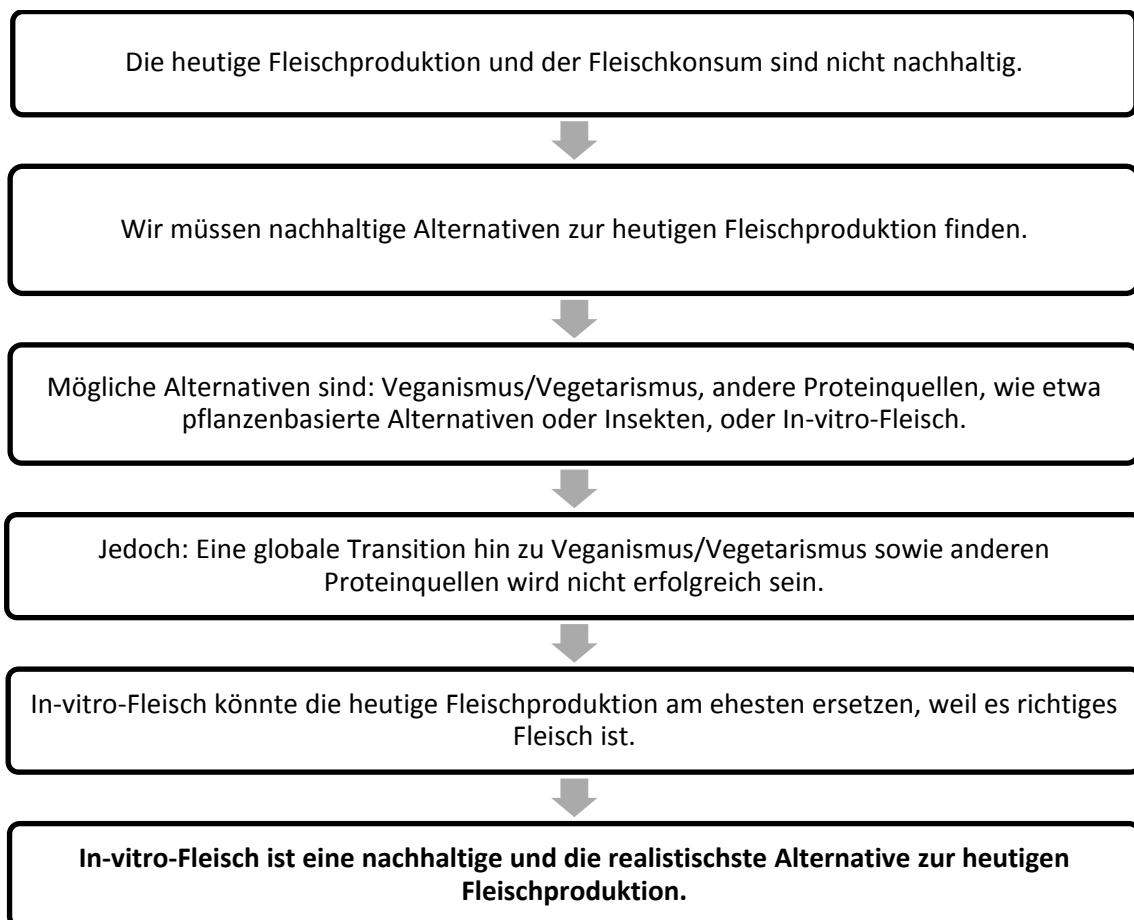 Die heutige Fleischproduktion und der Fleischkonsum sind nicht nachhaltig.
Wir müssen nachhaltige Alternativen zur heutigen Fleischproduktion finden.
Mögliche Alternativen sind: Veganismus/Vegetarismus, andere Proteinquellen, wie etwa
pflanzenbasierte Alternativen oder Insekten, oder In-vitro-Fleisch.
Jedoch: Eine globale Transition hin zu Veganismus/Vegetarismus sowie anderen
Proteinquellen wird nicht erfolgreich sein.
In-vitro-Fleisch könnte die heutige Fleischproduktion am ehesten ersetzen, weil es richtiges
Fleisch ist.
In-vitro-Fleisch ist eine nachhaltige und die realistischste Alternative zur heutigen
Fleischproduktion.